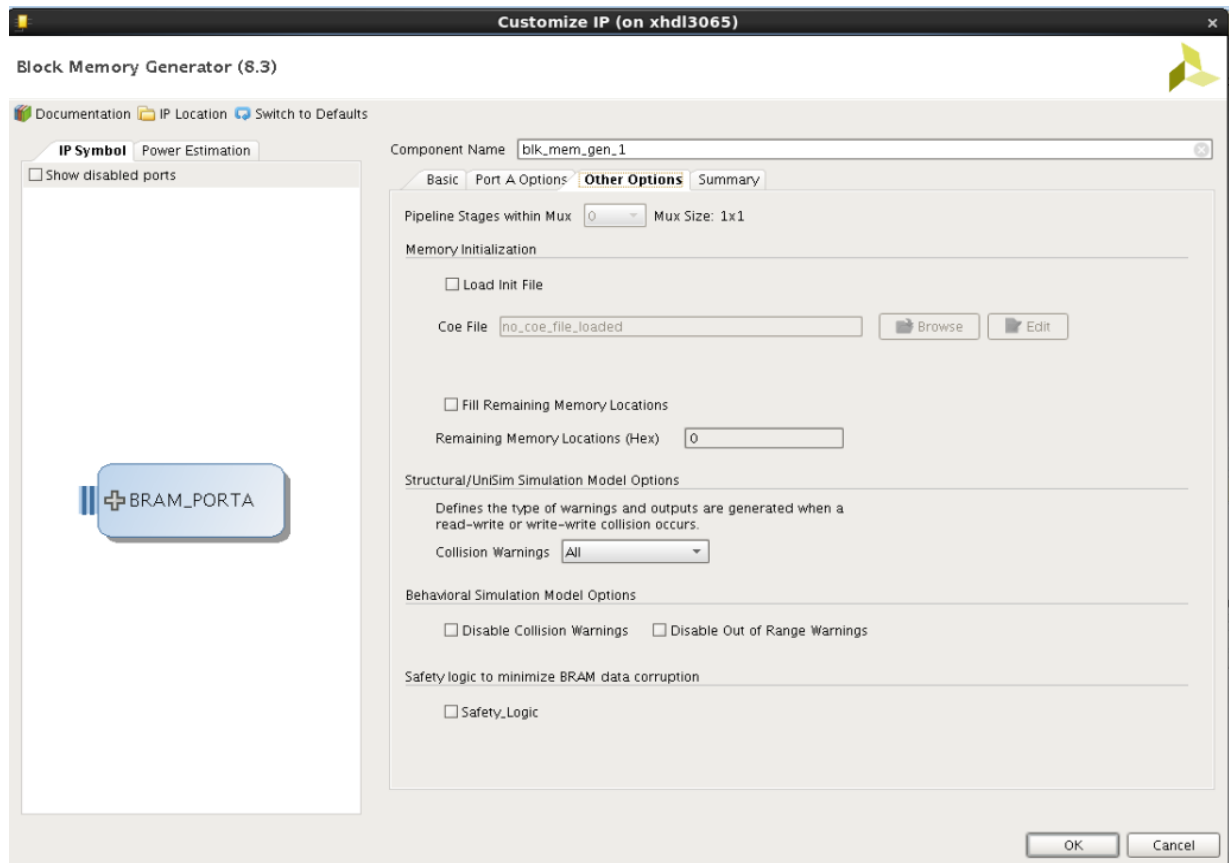 Customize IP (on xhdl3065)
Block Memory Generator (8.3)
Documentation IP Location Switch to Defaults
IP Symbol Power Estimation
Show disabled ports
BRAM_PORTA
Component Name blk_mem_gen_1
Basic Port A Options Other Options Summary
Pipeline Stages within Mux 0 Mux Size: 1x1
Memory Initialization
Load Init File
Coe File no_coe_file_loaded Browse Edit
Fill Remaining Memory Locations
Remaining Memory Locations (Hex) 0
Structural/UniSim Simulation Model Options
Defines the type of warnings and outputs are generated when a
read-write or write-write collision occurs.
Collision Warnings All
Behavioral Simulation Model Options
Disable Collision Warnings Disable Out of Range Warnings
Safety logic to minimize BRAM data corruption
Safety_Logic
OK Cancel